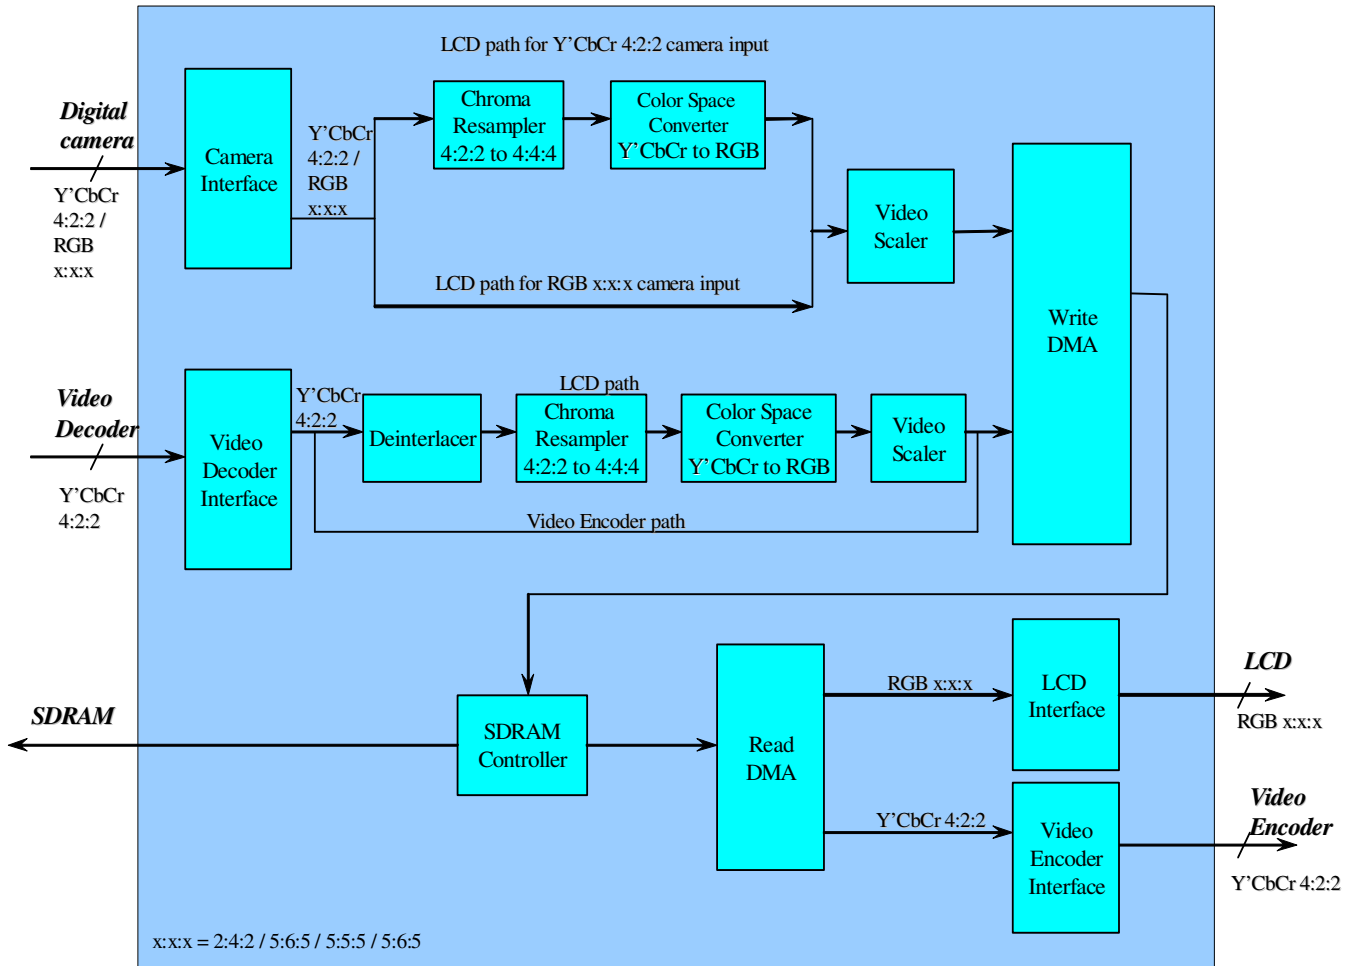 LCD path for Y’CbCr 4:2:2 camera input
Digital
camera
Y’CbCr
4:2:2 /
RGB
x:x:x
Camera
Interface
Y’CbCr
4:2:2 /
RGB
x:x:x
Chroma
Resampler
4:2:2 to 4:4:4
Color Space
Converter
Y’CbCr to RGB
LCD path for RGB x:x:x camera input
Video
Scaler
Write
DMA
Video
Decoder
Y’CbCr
4:2:2
Video
Decoder
Interface
Y’CbCr
4:2:2
Deinterlacer
LCD path
Chroma
Resampler
4:2:2 to 4:4:4
Color Space
Converter
Y’CbCr to RGB
Video
Scaler
Video Encoder path
SDRAM
SDRAM
Controller
Read
DMA
RGB x:x:x
LCD
Interface
LCD
RGB x:x:x
Y’CbCr 4:2:2
Video
Encoder
Interface
Video
Encoder
Y’CbCr 4:2:2
x:x:x = 2:4:2 / 5:6:5 / 5:5:5 / 5:6:5